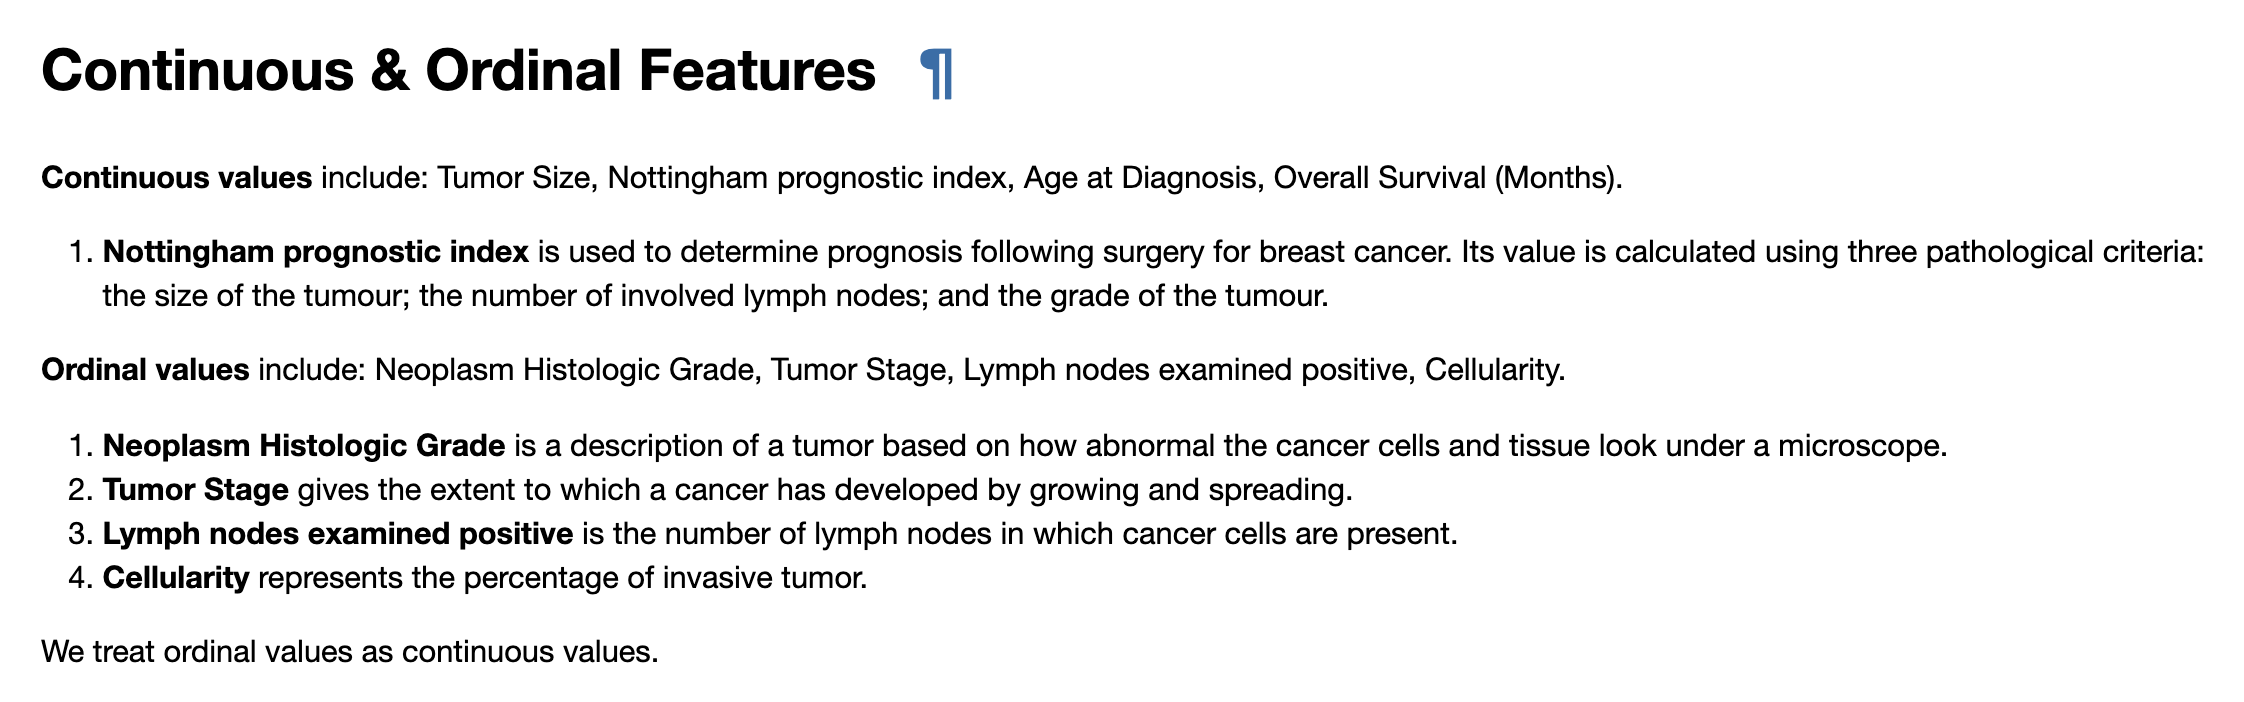 Continuous & Ordinal Features ¶
Continuous values include: Tumor Size, Nottingham prognostic index, Age at Diagnosis, Overall Survival (Months).
1. Nottingham prognostic index is used to determine prognosis following surgery for breast cancer. Its value is calculated using three pathological criteria:
the size of the tumour; the number of involved lymph nodes; and the grade of the tumour.
Ordinal values include: Neoplasm Histologic Grade, Tumor Stage, Lymph nodes examined positive, Cellularity.
1. Neoplasm Histologic Grade is a description of a tumor based on how abnormal the cancer cells and tissue look under a microscope.
2. Tumor Stage gives the extent to which a cancer has developed by growing and spreading.
3. Lymph nodes examined positive is the number of lymph nodes in which cancer cells are present.
4. Cellularity represents the percentage of invasive tumor.
We treat ordinal values as continuous values.